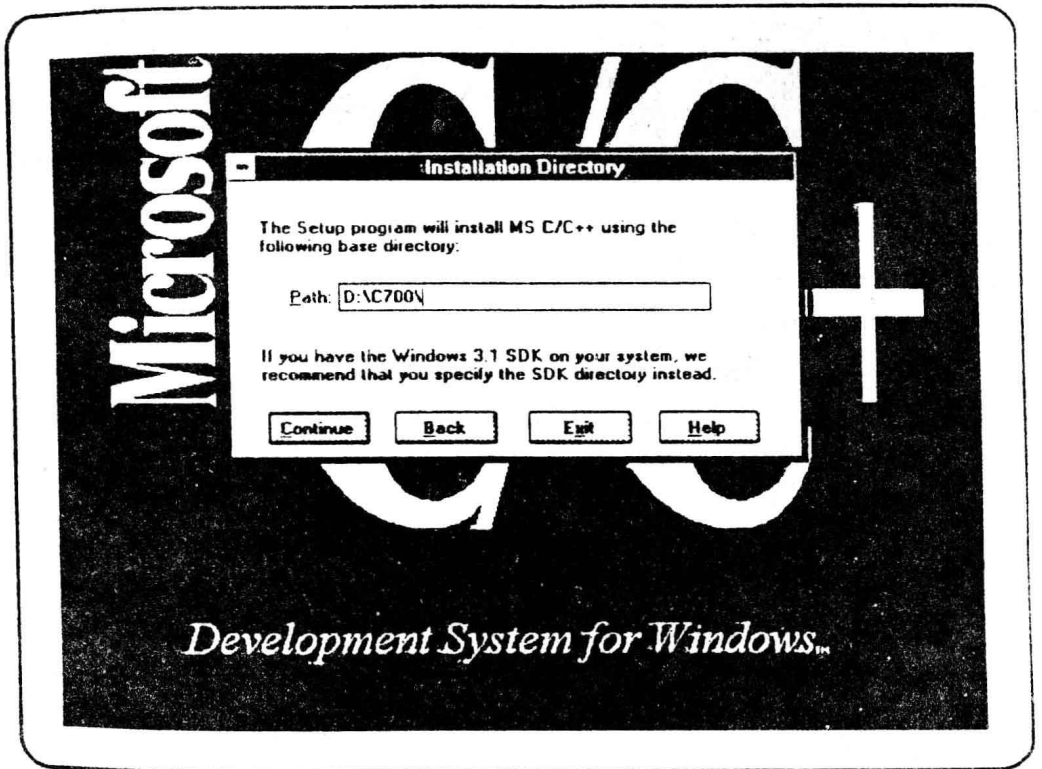 Microsoft
C/C++
Installation Directory
The Setup program will install MS C/C++ using the
following base directory:
Path: D:\C700\
If you have the Windows 3.1 SDK on your system, we
recommend that you specify the SDK directory instead.
Continue Back Exit Help
Development System for Windows™